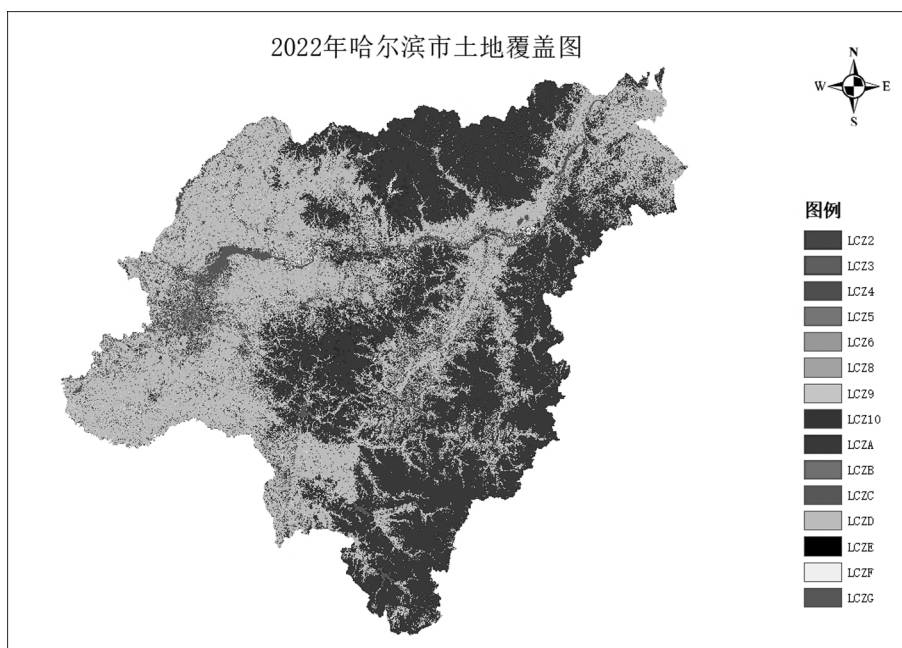 2022年哈尔滨市土地覆盖图
N
W
E
S
图例
LCZ2
LCZ3
LCZ4
LCZ5
LCZ6
LCZ8
LCZ9
LCZ10
LCZA
LCZB
LCZC
LCZD
LCZE
LCZF
LCZG